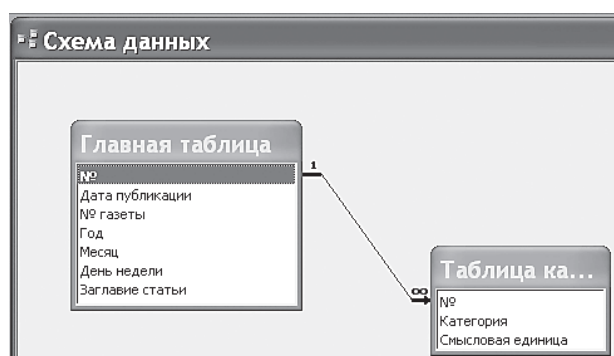 Схема данных
Главная таблица
№
Дата публикации
№ газеты
Год
Месяц
День недели
Заглавие статьи
1
∞
Таблица ка...
№
Категория
Смысловая единица